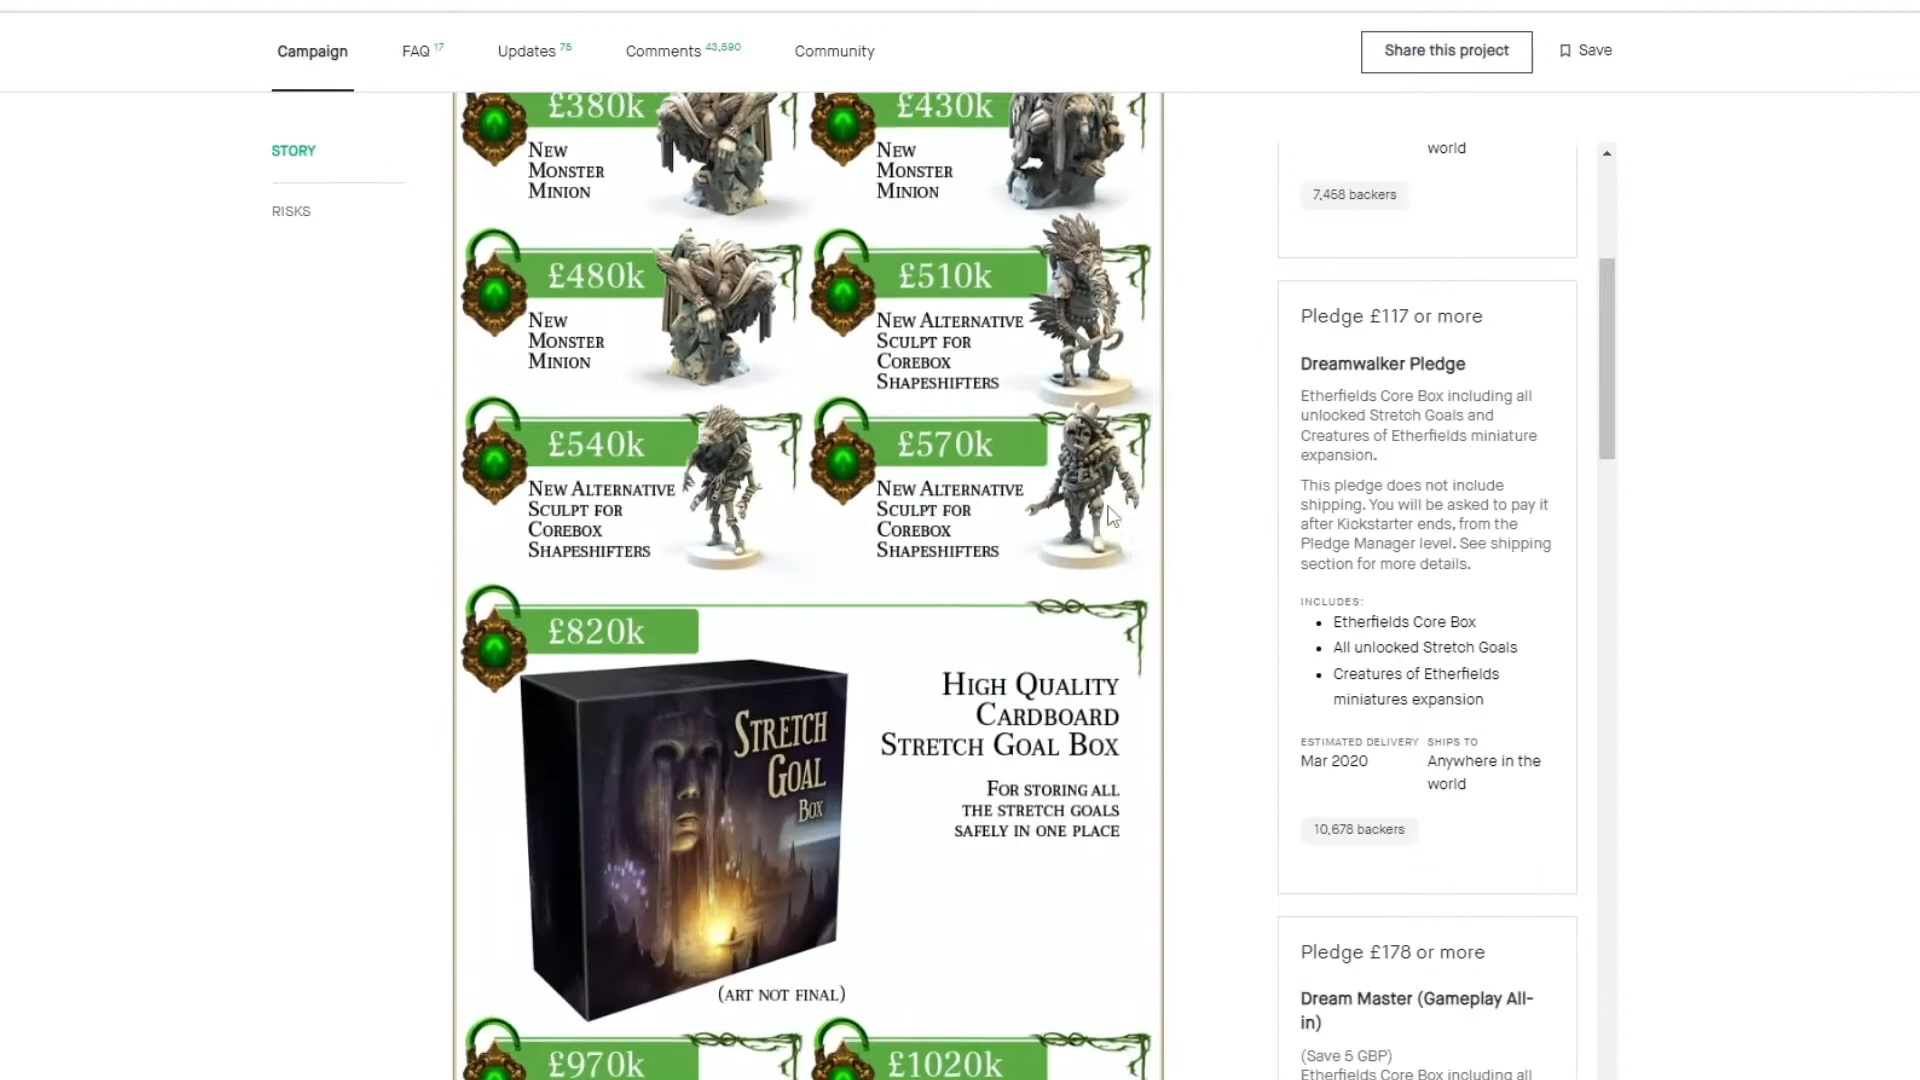 Campaign
FAQ 17
Updates 75
Comments 43,590
Community
Share this project
Save
STORY
RISKS
£380k
NEW
MONSTER
MINION
£430k
NEW
MONSTER
MINION
£480k
NEW
MONSTER
MINION
£510k
NEW ALTERNATIVE
SCULPT FOR
COREBOX
SHAPESHIFTERS
£540k
NEW ALTERNATIVE
SCULPT FOR
COREBOX
SHAPESHIFTERS
£570k
NEW ALTERNATIVE
SCULPT FOR
COREBOX
SHAPESHIFTERS
£820k
STRETCH
GOAL
BOX
(ART NOT FINAL)
HIGH QUALITY
CARDBOARD
STRETCH GOAL BOX
FOR STORING ALL
THE STRETCH GOALS
SAFELY IN ONE PLACE
£970k
£1020k
world
7,458 backers
Pledge £117 or more
Dreamwalker Pledge
Etherfields Core Box including all
unlocked Stretch Goals and
Creatures of Etherfields miniature
expansion.
This pledge does not include
shipping. You will be asked to pay it
after Kickstarter ends, from the
Pledge Manager level. See shipping
section for more details.
INCLUDES:
Etherfields Core Box
All unlocked Stretch Goals
Creatures of Etherfields
miniatures expansion
ESTIMATED DELIVERY
Mar 2020
SHIPS TO
Anywhere in the
world
10,678 backers
Pledge £178 or more
Dream Master (Gameplay All-
in)
(Save 5 GBP)
Etherfields Core Box including all